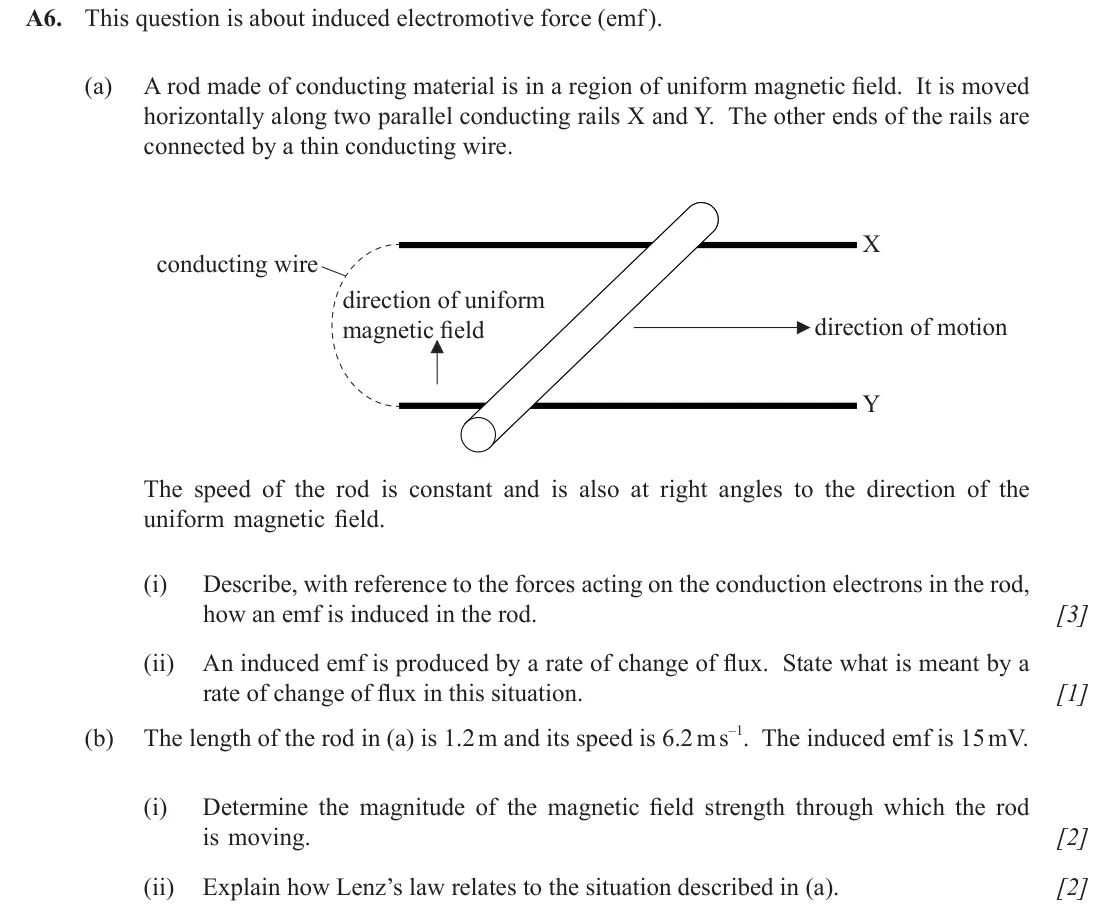 A6. This question is about induced electromotive force (emf).
(a) A rod made of conducting material is in a region of uniform magnetic field. It is moved
horizontally along two parallel conducting rails X and Y. The other ends of the rails are
connected by a thin conducting wire.
X
conducting wire
direction of uniform
magnetic field
direction of motion
Y
The speed of the rod is constant and is also at right angles to the direction of the
uniform magnetic field.
(i) Describe, with reference to the forces acting on the conduction electrons in the rod,
how an emf is induced in the rod. [3]
(ii) An induced emf is produced by a rate of change of flux. State what is meant by a
rate of change of flux in this situation. [1]
(b) The length of the rod in (a) is 1.2 m and its speed is 6.2 m s⁻¹. The induced emf is 15 mV.
(i) Determine the magnitude of the magnetic field strength through which the rod
is moving. [2]
(ii) Explain how Lenz’s law relates to the situation described in (a). [2]